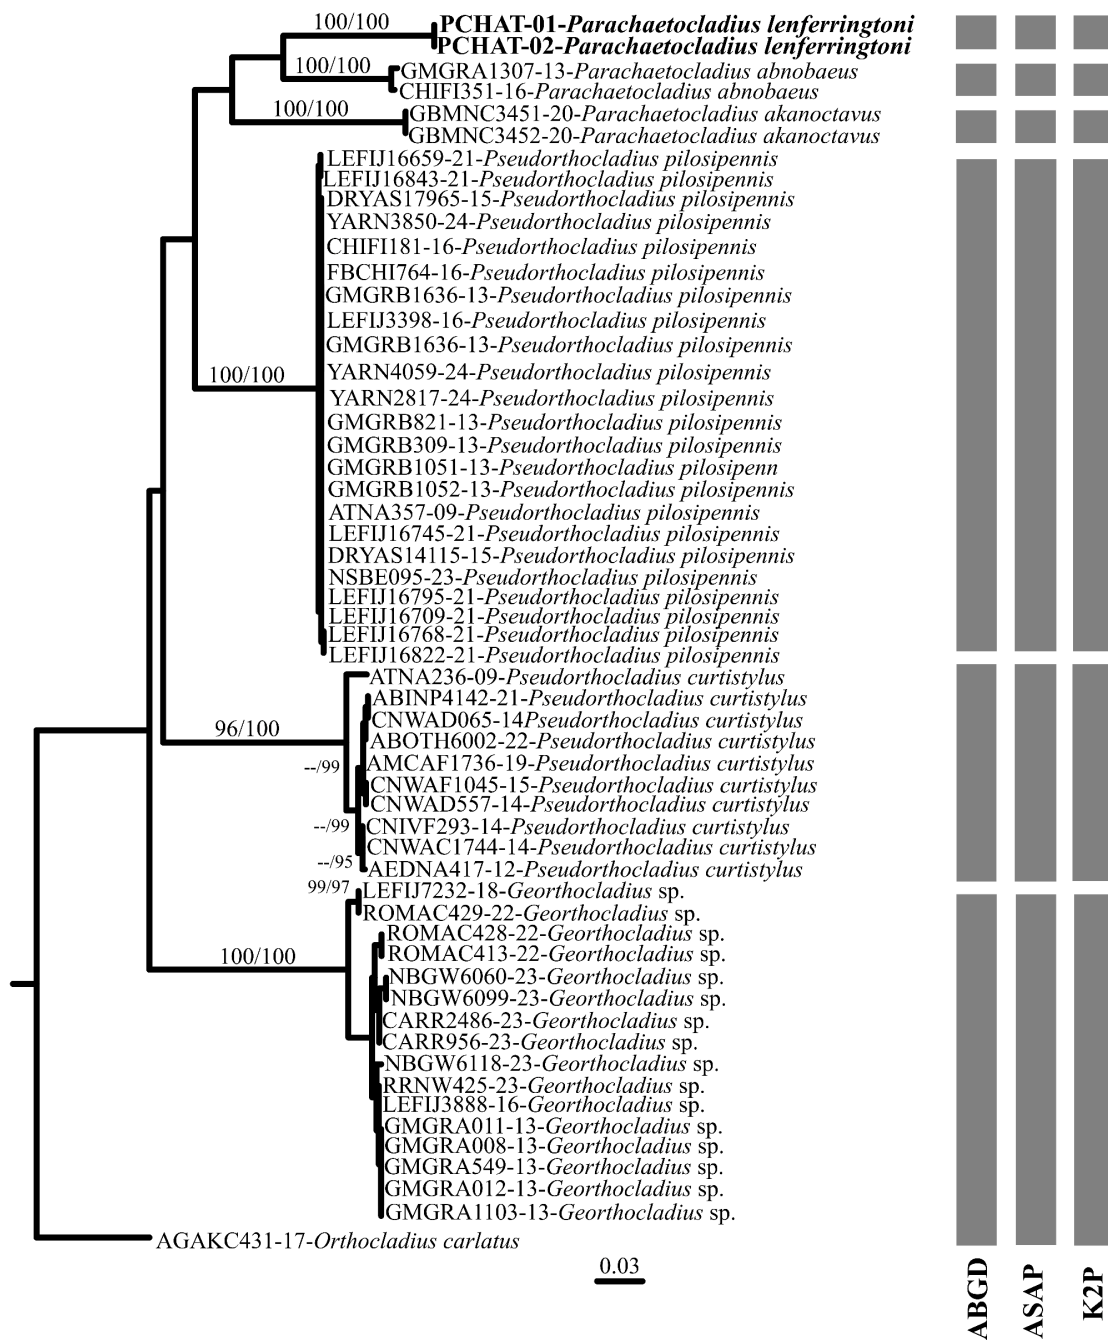 100/100
PCHAT-01-Parachaetocladius lenferringtoni
PCHAT-02-Parachaetocladius lenferringtoni
100/100
GMGRA1307-13-Parachaetocladius abnobaeus
CHIFI351-16-Parachaetocladius abnobaeus
100/100
GBMNC3451-20-Parachaetocladius akanoctavus
GBMNC3452-20-Parachaetocladius akanoctavus
LEFIJ16659-21-Pseudorthocladius pilosipennis
LEFIJ16843-21-Pseudorthocladius pilosipennis
DRYAS17965-15-Pseudorthocladius pilosipennis
YARN3850-24-Pseudorthocladius pilosipennis
CHIFI181-16-Pseudorthocladius pilosipennis
FBCHI764-16-Pseudorthocladius pilosipennis
GMGRB1636-13-Pseudorthocladius pilosipennis
LEFIJ3398-16-Pseudorthocladius pilosipennis
GMGRB1636-13-Pseudorthocladius pilosipennis
100/100
YARN4059-24-Pseudorthocladius pilosipennis
YARN2817-24-Pseudorthocladius pilosipennis
GMGRB821-13-Pseudorthocladius pilosipennis
GMGRB309-13-Pseudorthocladius pilosipennis
GMGRB1051-13-Pseudorthocladius pilosipenn
GMGRB1052-13-Pseudorthocladius pilosipennis
ATNA357-09-Pseudorthocladius pilosipennis
LEFIJ16745-21-Pseudorthocladius pilosipennis
DRYAS14115-15-Pseudorthocladius pilosipennis
NSBE095-23-Pseudorthocladius pilosipennis
LEFIJ16795-21-Pseudorthocladius pilosipennis
LEFIJ16709-21-Pseudorthocladius pilosipennis
LEFIJ16768-21-Pseudorthocladius pilosipennis
LEFIJ16822-21-Pseudorthocladius pilosipennis
ATNA236-09-Pseudorthocladius curtistylus
ABINP4142-21-Pseudorthocladius curtistylus
CNWAD065-14Pseudorthocladius curtistylus
96/100
ABOTH6002-22-Pseudorthocladius curtistylus
--/99
AMCAF1736-19-Pseudorthocladius curtistylus
CNWAF1045-15-Pseudorthocladius curtistylus
CNWAD557-14-Pseudorthocladius curtistylus
--/99
CNIVF293-14-Pseudorthocladius curtistylus
CNWAC1744-14-Pseudorthocladius curtistylus
--/95
AEDNA417-12-Pseudorthocladius curtistylus
99/97
LEFIJ7232-18-Georthocladius sp.
ROMAC429-22-Georthocladius sp.
ROMAC428-22-Georthocladius sp.
100/100
ROMAC413-22-Georthocladius sp.
NBGW6060-23-Georthocladius sp.
NBGW6099-23-Georthocladius sp.
CARR2486-23-Georthocladius sp.
CARR956-23-Georthocladius sp.
NBGW6118-23-Georthocladius sp.
RRNW425-23-Georthocladius sp.
LEFIJ3888-16-Georthocladius sp.
GMGRA011-13-Georthocladius sp.
GMGRA008-13-Georthocladius sp.
GMGRA549-13-Georthocladius sp.
GMGRA012-13-Georthocladius sp.
GMGRA1103-13-Georthocladius sp.
AGAKC431-17-Orthocladius carlatus
0.03
ABGD
ASAP
K2P